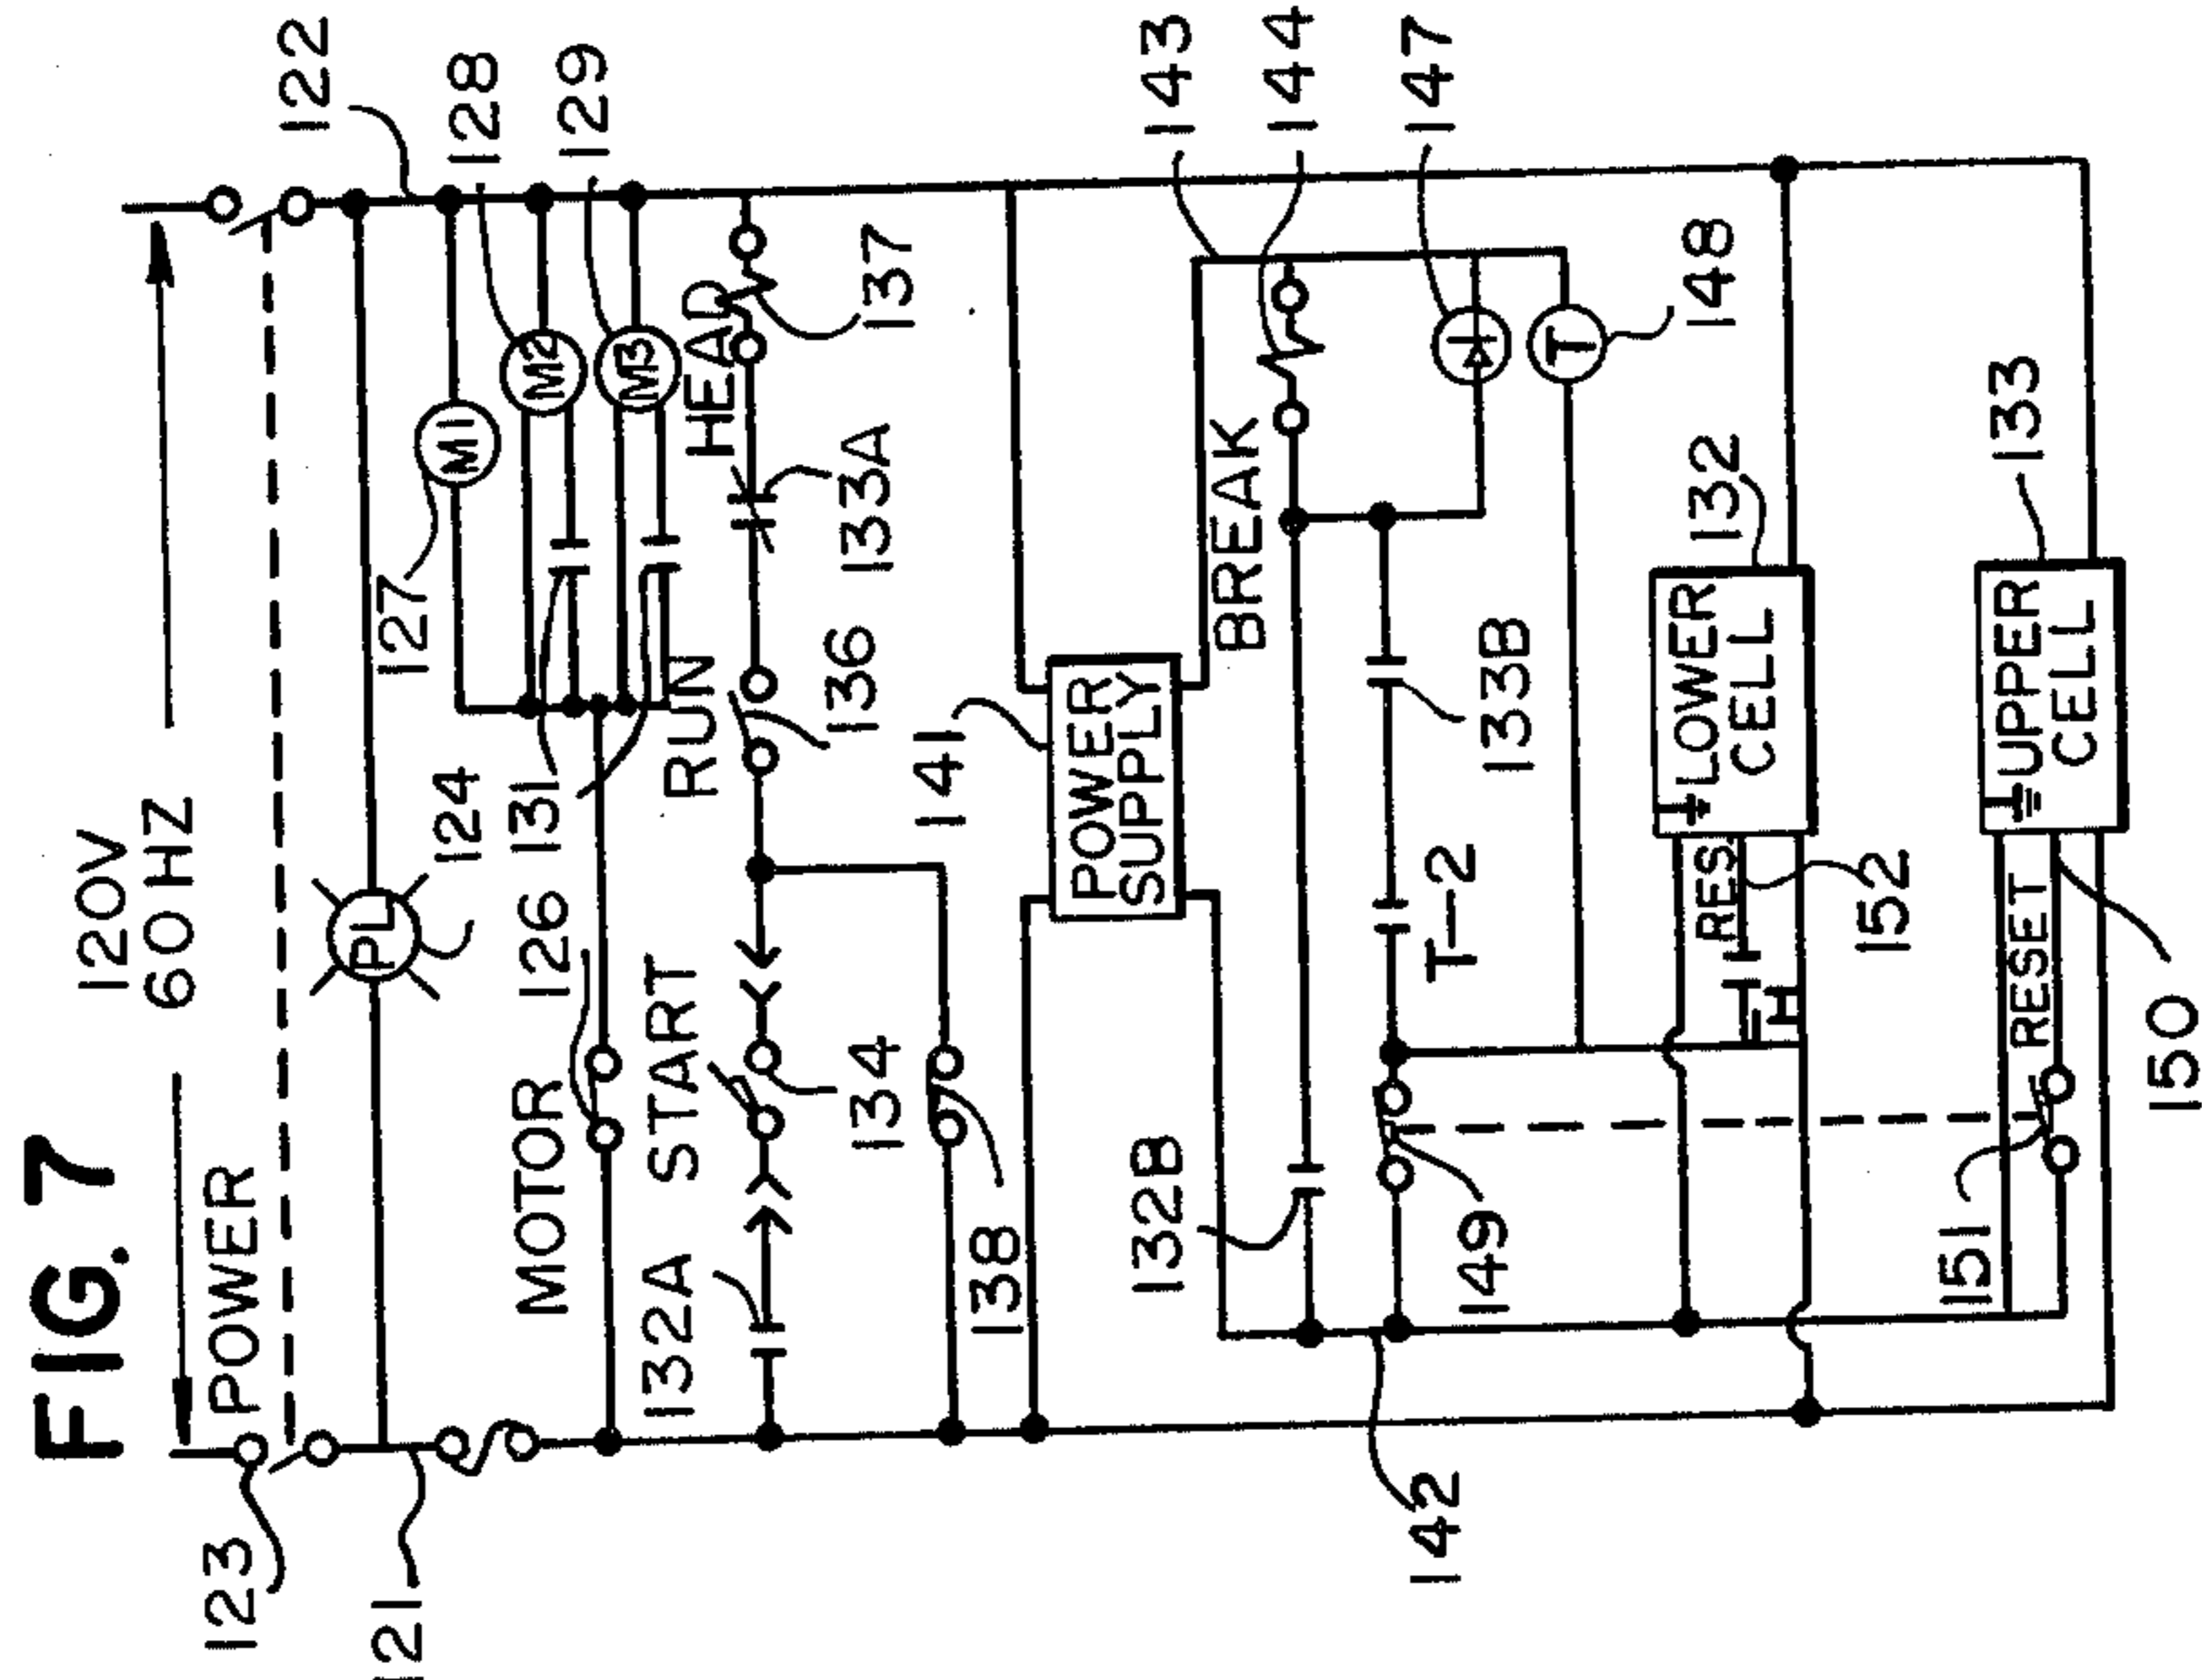 FIG. 7
120V
60 HZ
POWER
123
121
122
PL
124
M1
127
M2
128
M3
129
131
MOTOR
126
START
132A
134
RUN
136
133A
HEAD
137
138
POWER
SUPPLY
141
142
143
BREAK
144
132B
147
T
148
133B
T-2
149
LOWER
CELL
132
RES.
152
UPPER
CELL
133
RESET
151
150